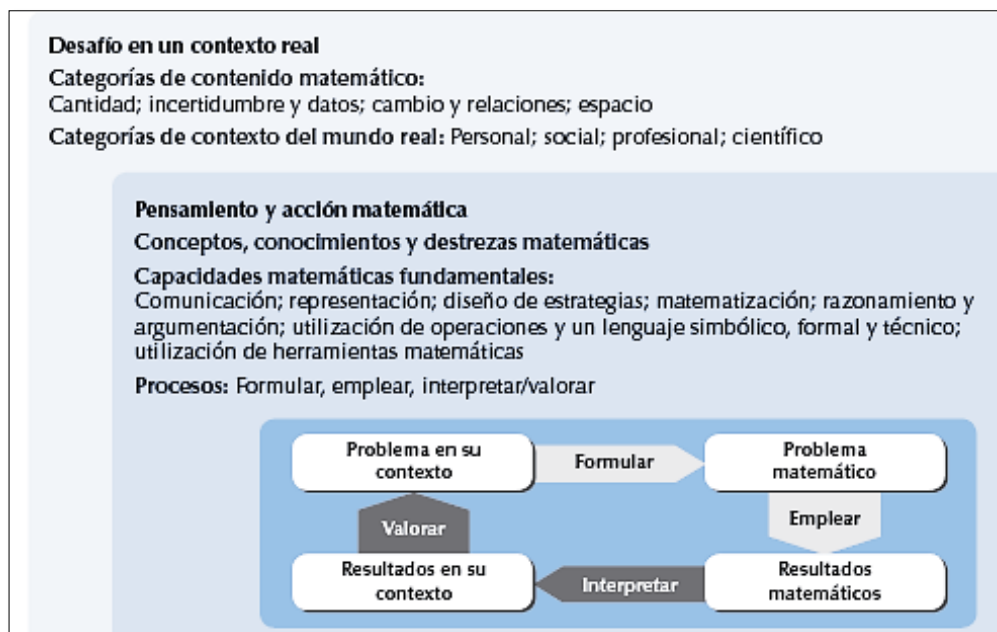 Desafío en un contexto real
Categorías de contenido matemático:
Cantidad; incertidumbre y datos; cambio y relaciones; espacio
Categorías de contexto del mundo real: Personal; social; profesional; científico
Pensamiento y acción matemática
Conceptos, conocimientos y destrezas matemáticas
Capacidades matemáticas fundamentales:
Comunicación; representación; diseño de estrategias; matematización; razonamiento y
argumentación; utilización de operaciones y un lenguaje simbólico, formal y técnico;
utilización de herramientas matemáticas
Procesos: Formular, emplear, interpretar/valorar
Problema en su
contexto
Formular
Problema
matemático
Valorar
Emplear
Resultados en su
contexto
Interpretar
Resultados
matemáticos